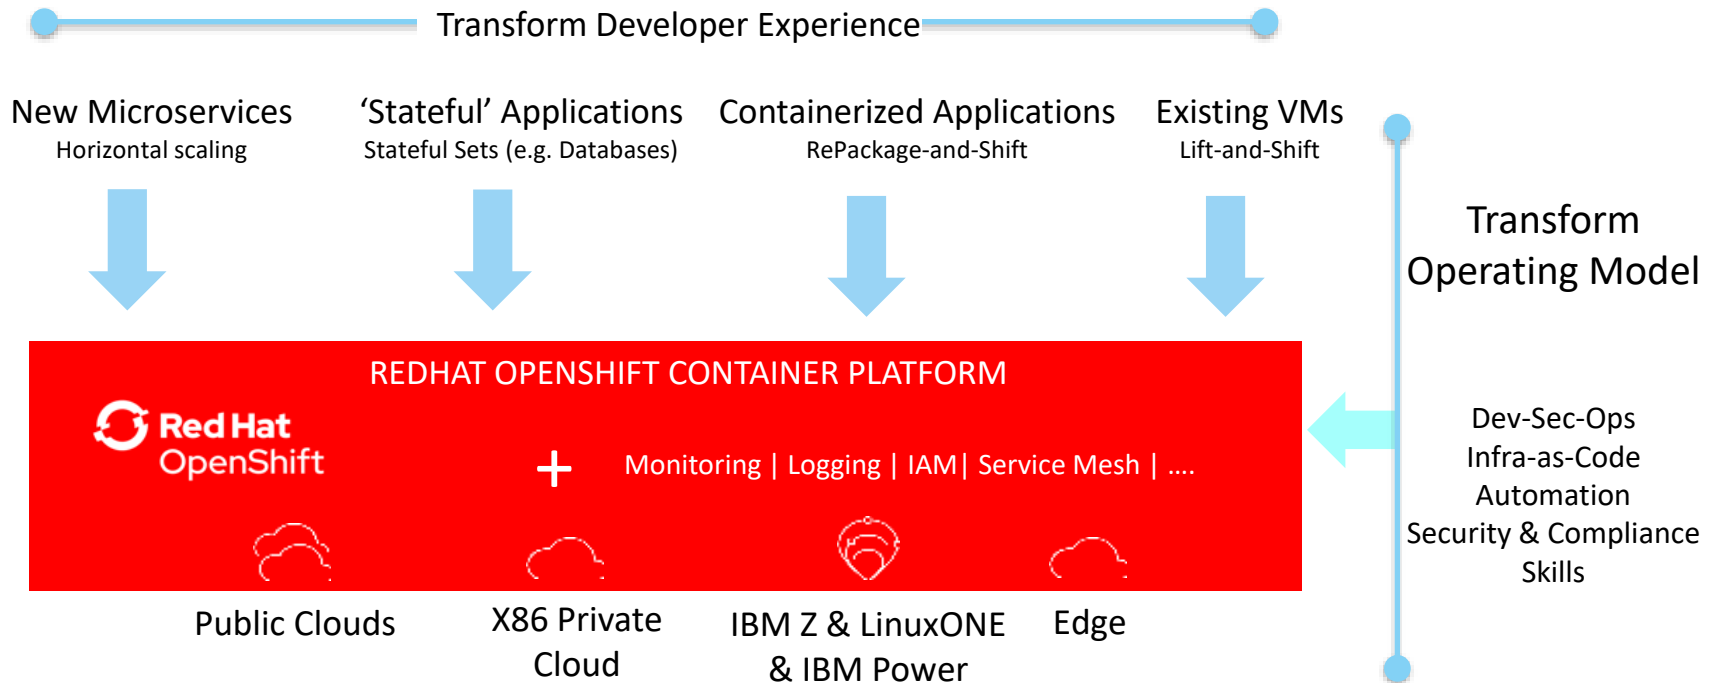 Transform Developer Experience
New Microservices
Horizontal scaling
‘Stateful’ Applications
Stateful Sets (e.g. Databases)
Containerized Applications
RePackage-and-Shift
Existing VMs
Lift-and-Shift
Transform
Operating Model
REDHAT OPENSHIFT CONTAINER PLATFORM
Red Hat
OpenShift
+
Monitoring | Logging | IAM| Service Mesh | ....
Dev-Sec-Ops
Infra-as-Code
Automation
Security & Compliance
Skills
Public Clouds
X86 Private
Cloud
IBM Z & LinuxONE
& IBM Power
Edge